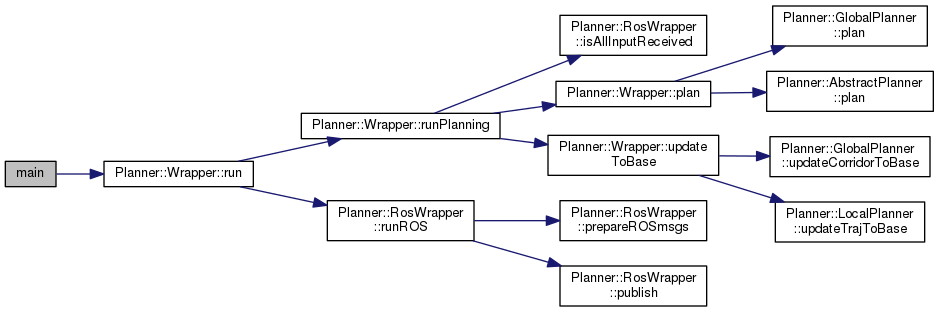 main
Planner::Wrapper::run
Planner::Wrapper::runPlanning
Planner::RosWrapper
::runROS
Planner::RosWrapper
::isAllInputReceived
Planner::Wrapper::plan
Planner::Wrapper::update
ToBase
Planner::RosWrapper
::prepareROSmsgs
Planner::RosWrapper
::publish
Planner::GlobalPlanner
::plan
Planner::AbstractPlanner
::plan
Planner::GlobalPlanner
::updateCorridorToBase
Planner::LocalPlanner
::updateTrajToBase